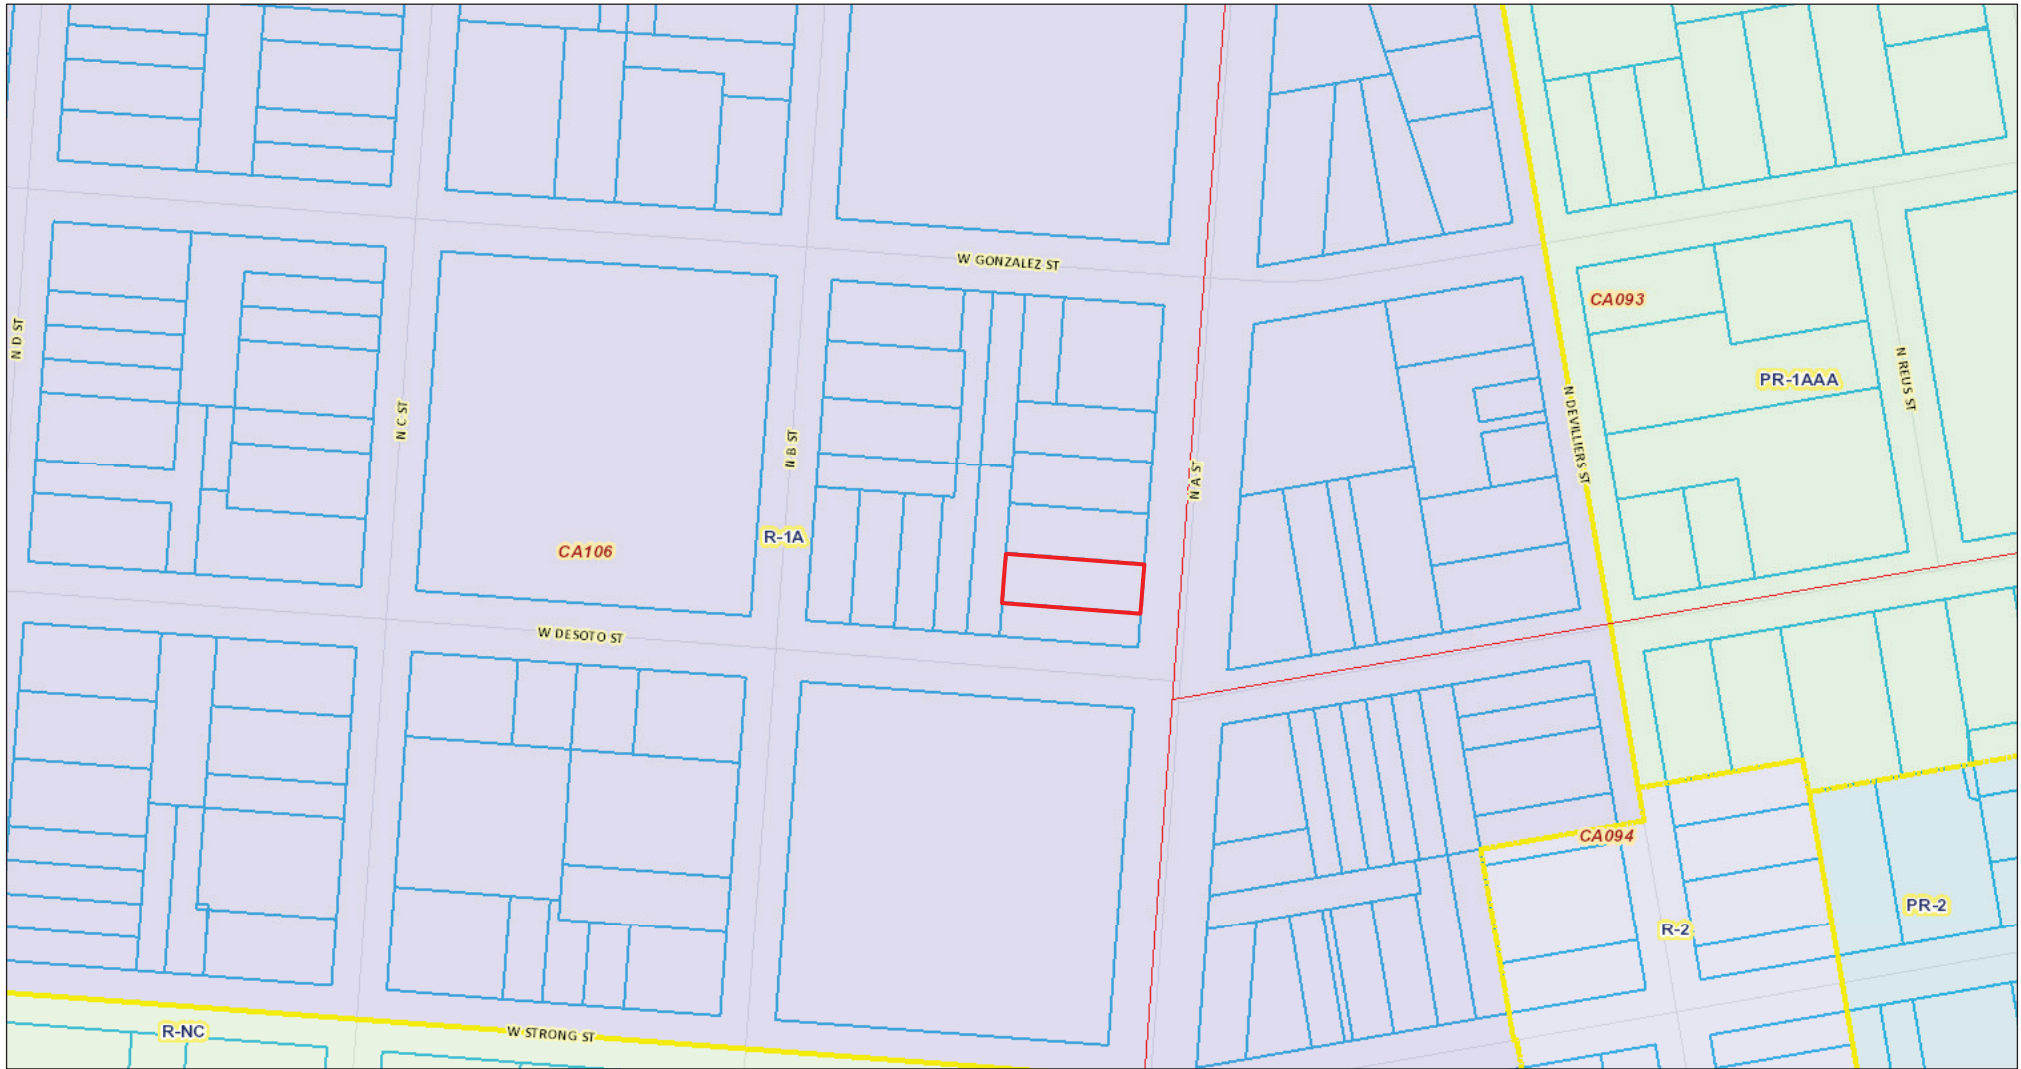 W GONZALEZ ST
CA093
N D ST
PR-1AAA
N REUS ST
N C ST
N B ST
N DEVILLIERS ST
N A ST
R-1A
CA106
W DESOTO ST
CA094
PR-2
R-2
R-NC
W STRONG ST